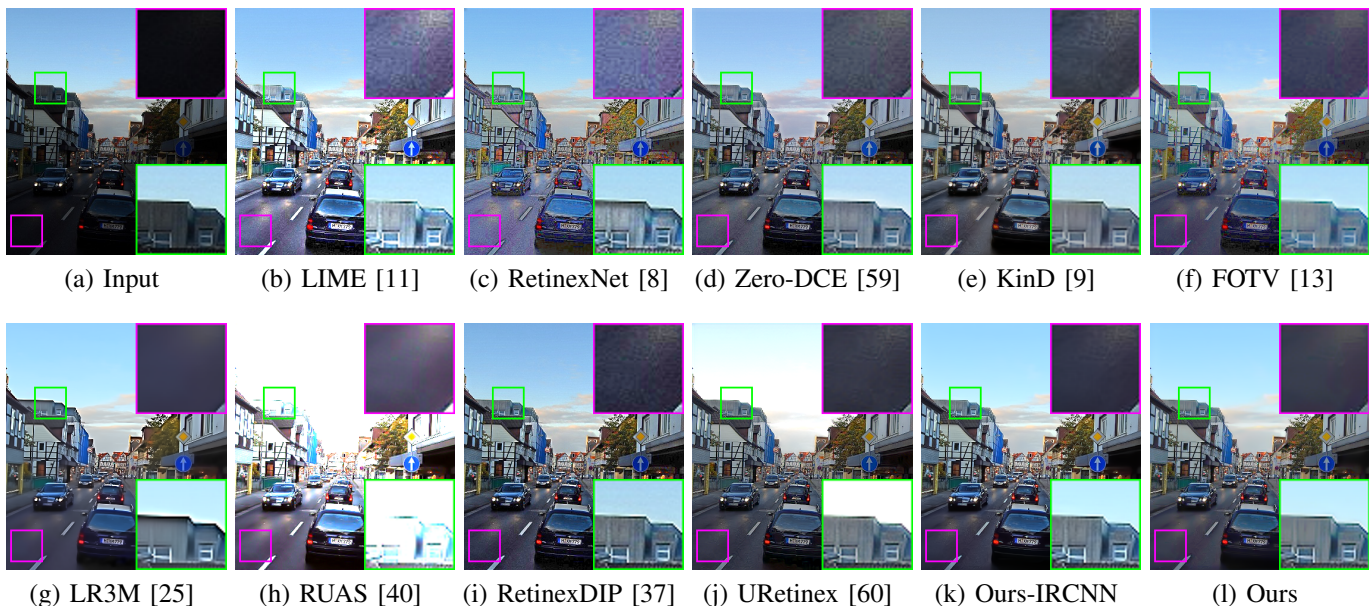 (a) Input
(b) LIME [11]
(c) RetinexNet [8]
(d) Zero-DCE [59]
(e) KinD [9]
(f) FOTV [13]
(g) LR3M [25]
(h) RUAS [40]
(i) RetinexDIP [37]
(j) URetinex [60]
(k) Ours-IRCNN
(l) Ours